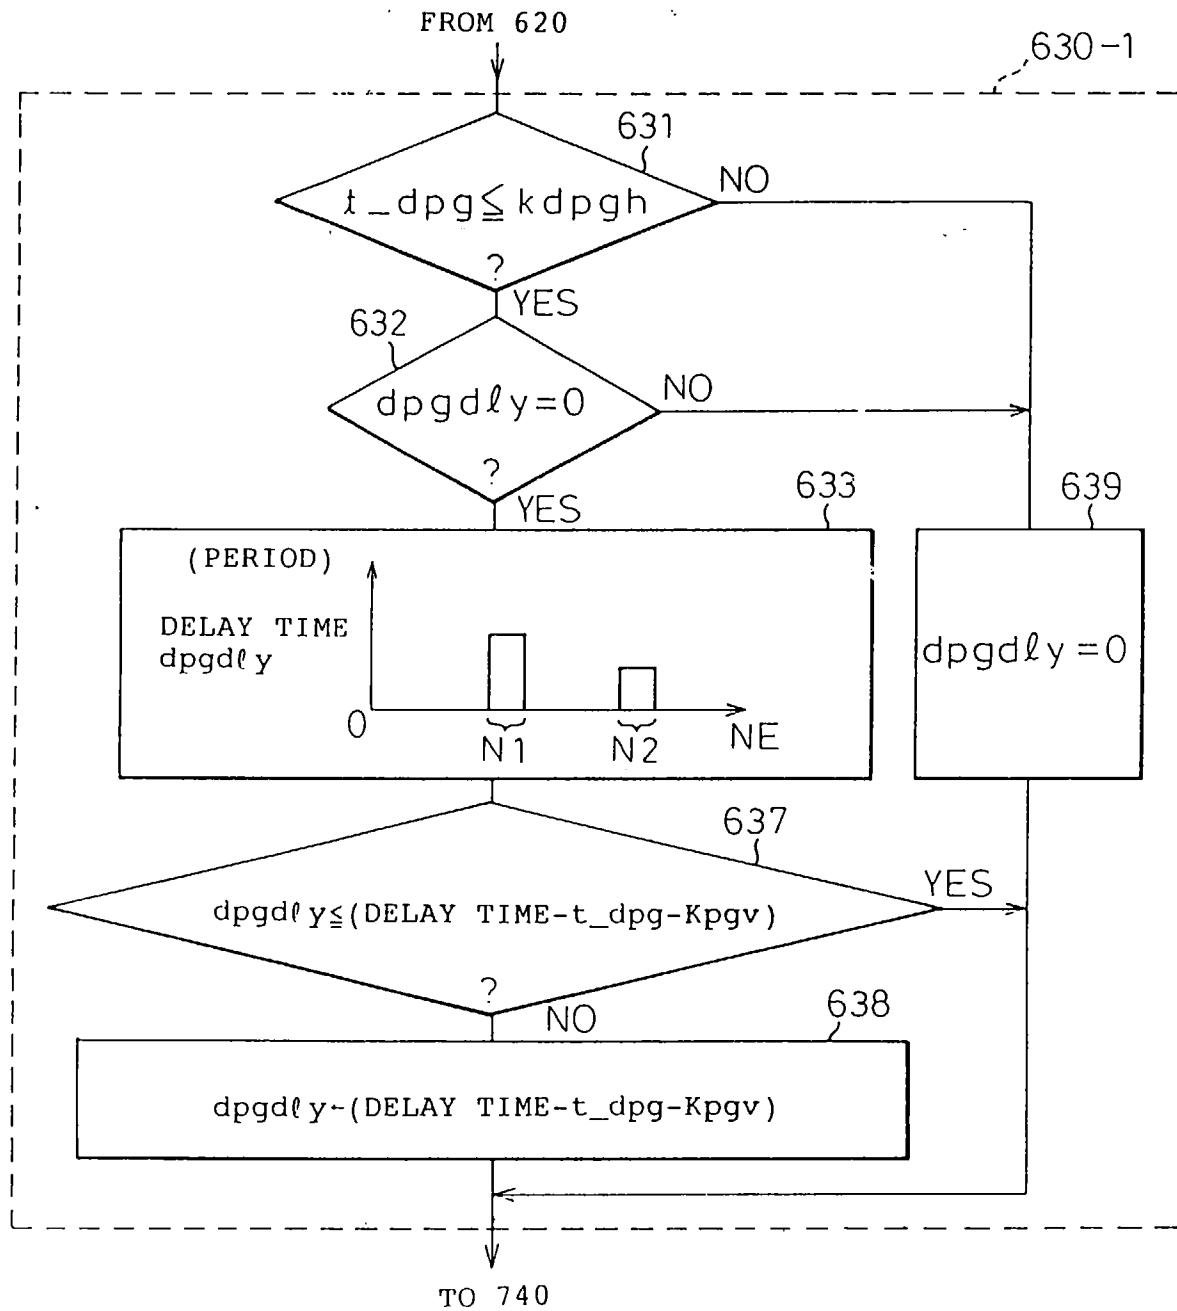 FROM 620
630-1
631
t_dpg≦kdpgh
?
NO
YES
632
dpgdℓy=0
?
NO
YES
633
639
(PERIOD)
DELAY TIME
dpgdℓy
0
N1
N2
NE
dpgdℓy=0
637
dpgdℓy≦(DELAY TIME-t_dpg-Kpgv)
?
YES
NO
638
dpgdℓy←(DELAY TIME-t_dpg-Kpgv)
TO 740